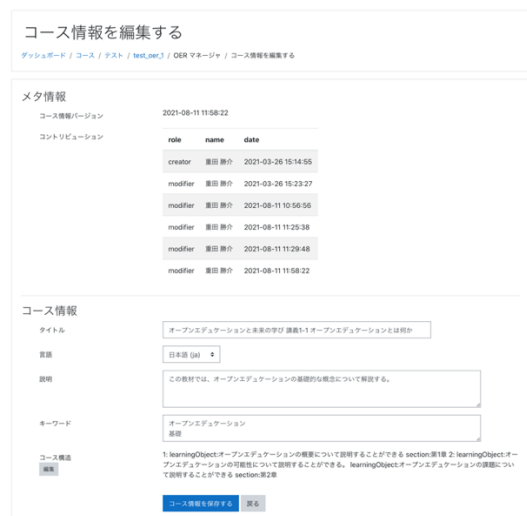 コース情報を編集する
ダッシュボード / コース / テスト / test_oer_1 / OER マネージャ / コース情報を編集する
メタ情報
コース情報バージョン 2021-08-11 11:58:22
コントリビューション
role name date
creator 重田 勝介 2021-03-26 15:14:55
modifier 重田 勝介 2021-03-26 15:23:27
modifier 重田 勝介 2021-08-11 10:56:56
modifier 重田 勝介 2021-08-11 11:25:38
modifier 重田 勝介 2021-08-11 11:29:48
modifier 重田 勝介 2021-08-11 11:58:22
コース情報
タイトル オープンエデュケーションと未来の学び 講義1-1 オープンエデュケーションとは何か
言語 日本語 (ja)
説明 この教材では、オープンエデュケーションの基礎的な概念について解説する。
キーワード オープンエデュケーション
基礎
コース構造 1: learningObject:オープンエデュケーションの概要について説明することができる section:第1章 2: learningObject:オー
編集 プンエデュケーションの可能性について説明することができる。 learningObject:オープンエデュケーションの課題につい
て説明することができる section:第2章
コース情報を保存する 戻る